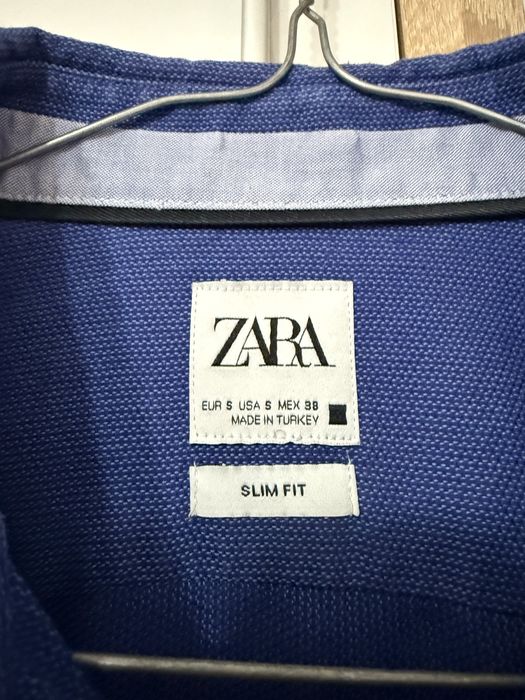 ZARA
EUR S USA S MEX 38
MADE IN TURKEY
SLIM FIT